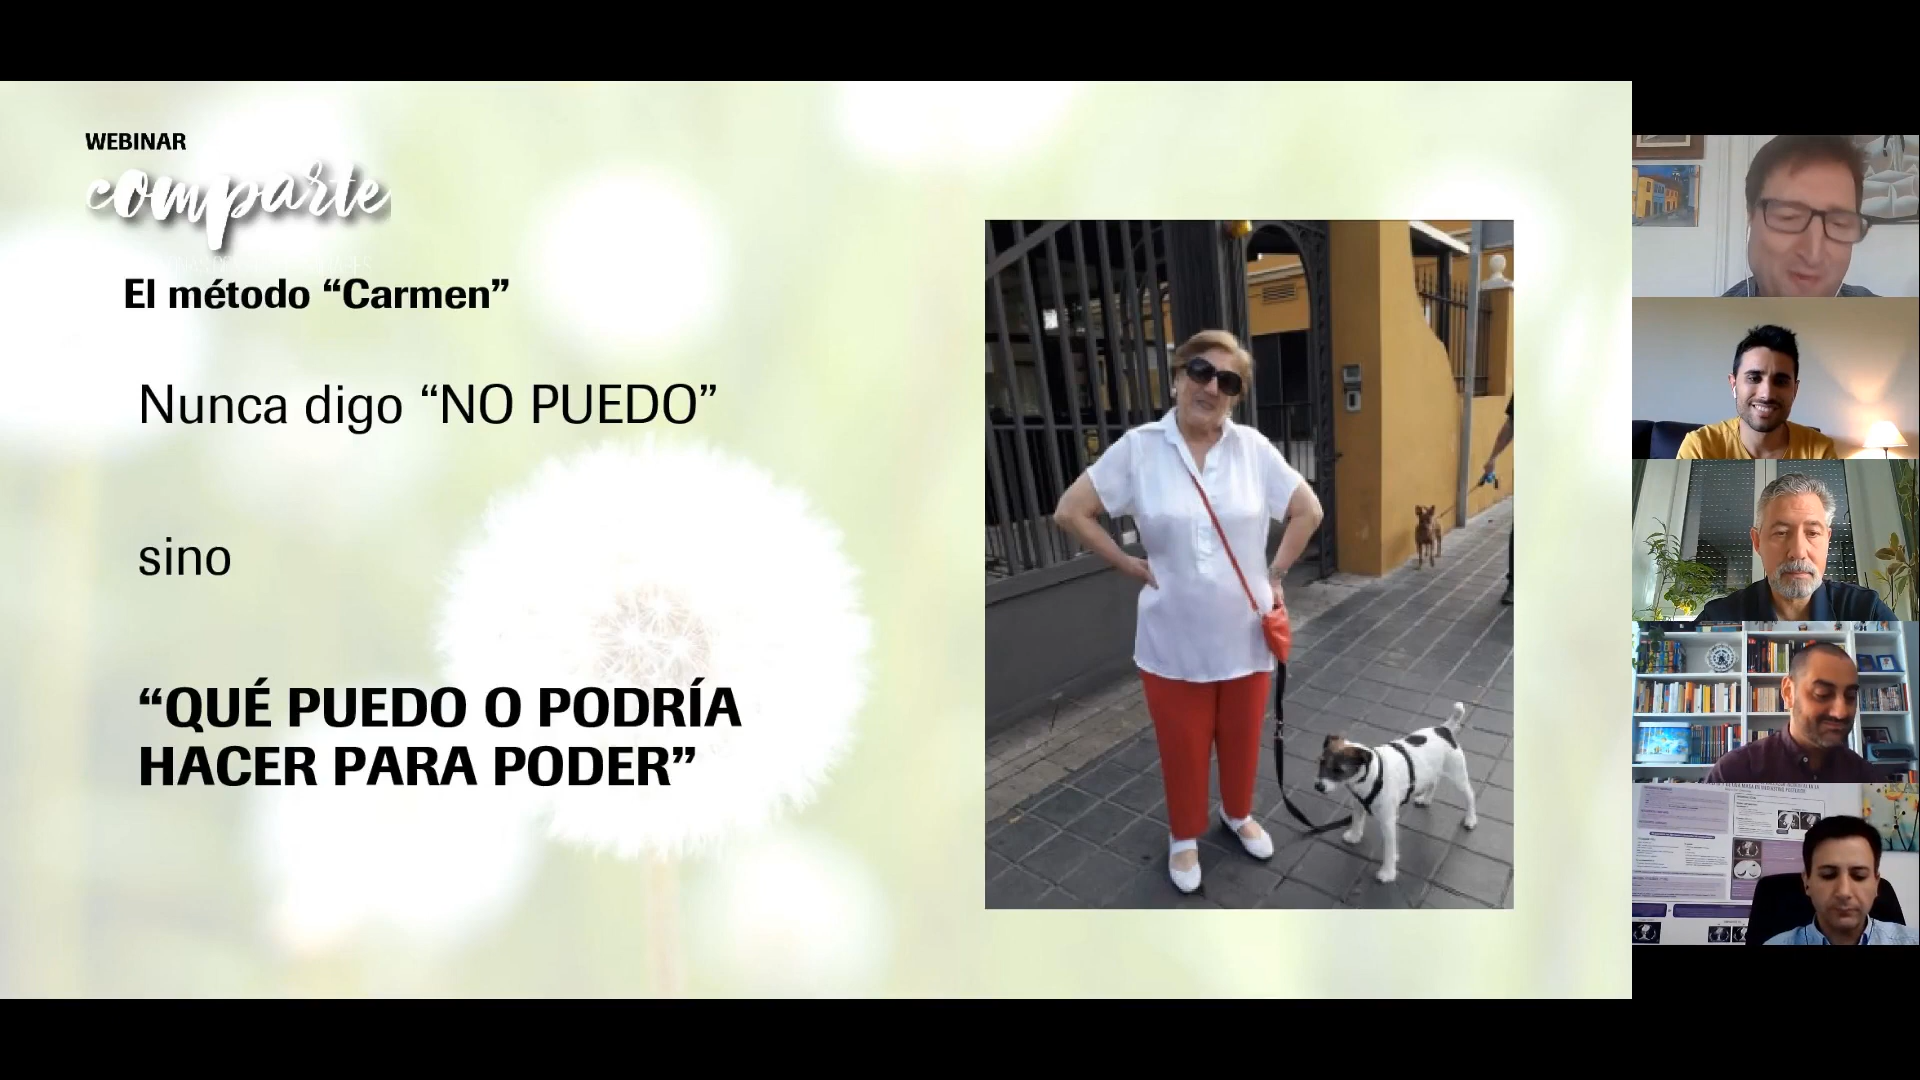 WEBINAR
comparte
El método “Carmen”
Nunca digo “NO PUEDO”
sino
“QUÉ PUEDO O PODRÍA
HACER PARA PODER”